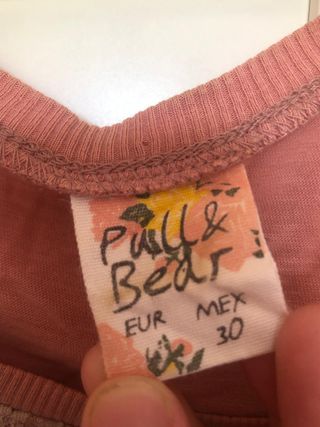 Pull &
Bear
EUR MEX
30